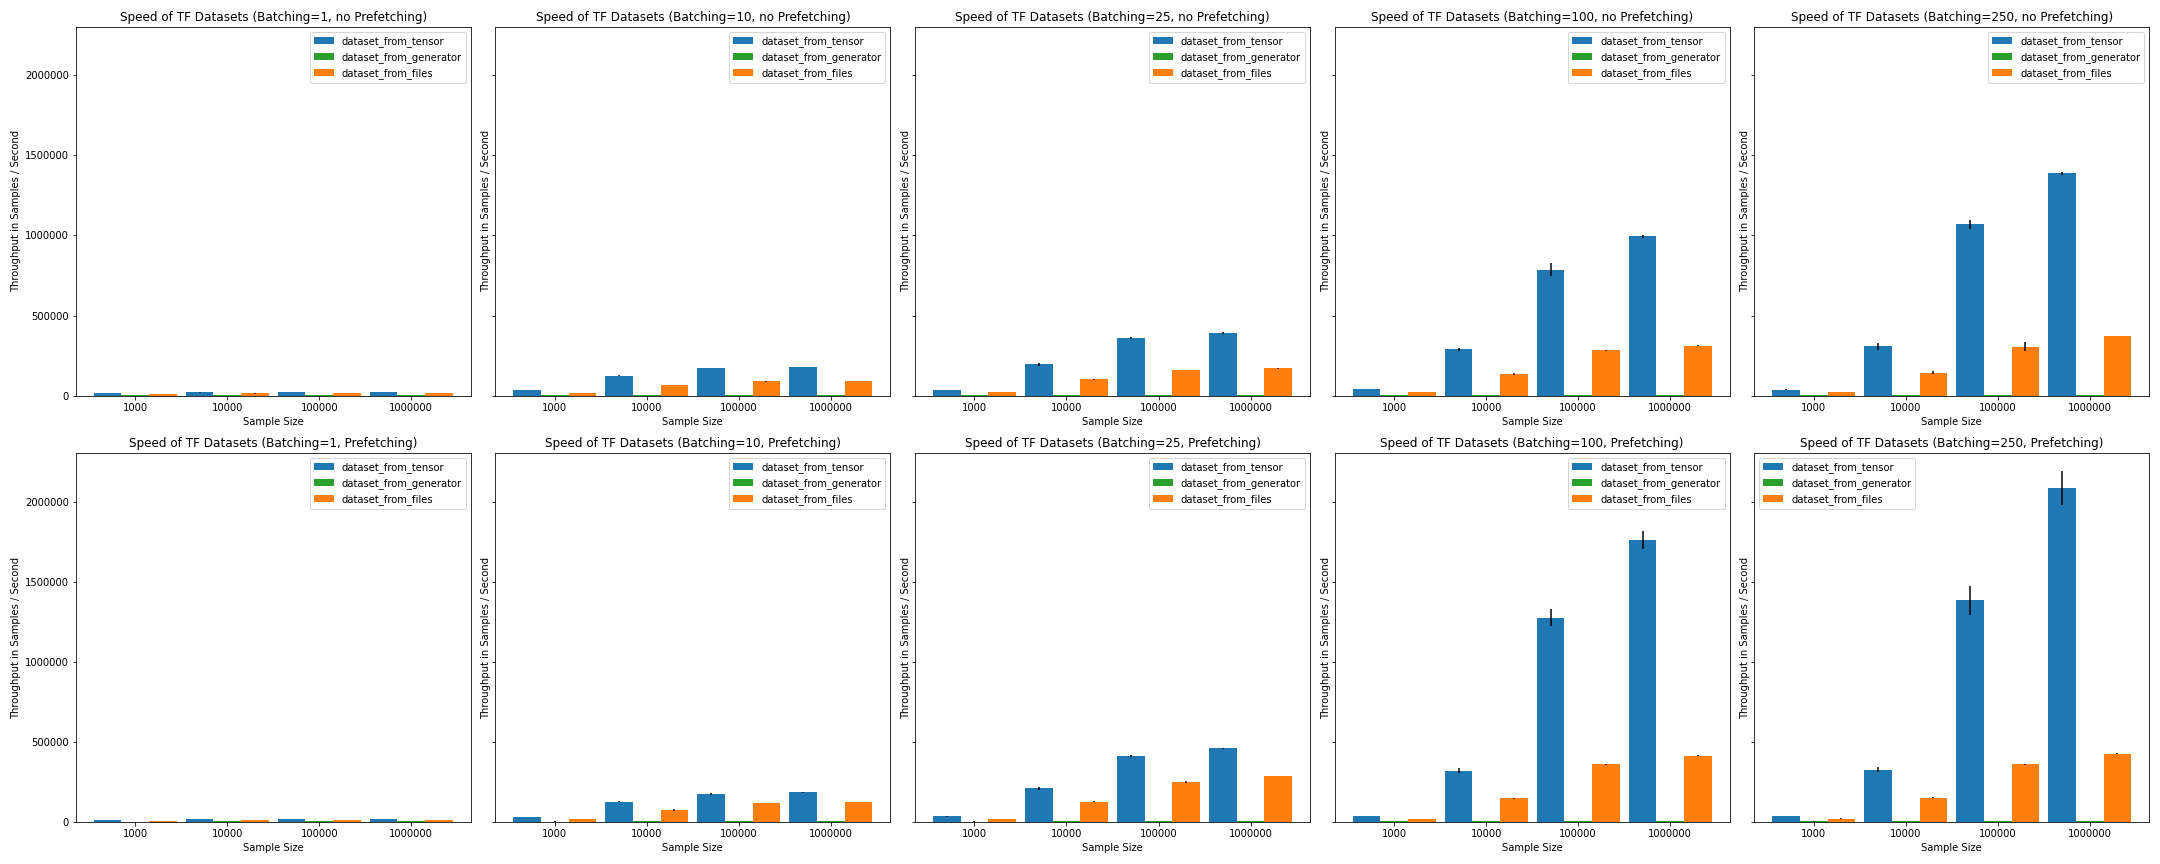 Speed of TF Datasets (Batching=1, no Prefetching)
dataset_from_tensor
dataset_from_generator
dataset_from_files
Throughput in Samples / Second
2000000
1500000
1000000
500000
0
1000 10000 100000 1000000
Sample Size
Speed of TF Datasets (Batching=10, no Prefetching)
dataset_from_tensor
dataset_from_generator
dataset_from_files
Throughput in Samples / Second
1000 10000 100000 1000000
Sample Size
Speed of TF Datasets (Batching=25, no Prefetching)
dataset_from_tensor
dataset_from_generator
dataset_from_files
Throughput in Samples / Second
1000 10000 100000 1000000
Sample Size
Speed of TF Datasets (Batching=100, no Prefetching)
dataset_from_tensor
dataset_from_generator
dataset_from_files
Throughput in Samples / Second
1000 10000 100000 1000000
Sample Size
Speed of TF Datasets (Batching=250, no Prefetching)
dataset_from_tensor
dataset_from_generator
dataset_from_files
Throughput in Samples / Second
1000 10000 100000 1000000
Sample Size
Speed of TF Datasets (Batching=1, Prefetching)
dataset_from_tensor
dataset_from_generator
dataset_from_files
Throughput in Samples / Second
2000000
1500000
1000000
500000
0
1000 10000 100000 1000000
Sample Size
Speed of TF Datasets (Batching=10, Prefetching)
dataset_from_tensor
dataset_from_generator
dataset_from_files
Throughput in Samples / Second
1000 10000 100000 1000000
Sample Size
Speed of TF Datasets (Batching=25, Prefetching)
dataset_from_tensor
dataset_from_generator
dataset_from_files
Throughput in Samples / Second
1000 10000 100000 1000000
Sample Size
Speed of TF Datasets (Batching=100, Prefetching)
dataset_from_tensor
dataset_from_generator
dataset_from_files
Throughput in Samples / Second
1000 10000 100000 1000000
Sample Size
Speed of TF Datasets (Batching=250, Prefetching)
dataset_from_tensor
dataset_from_generator
dataset_from_files
Throughput in Samples / Second
1000 10000 100000 1000000
Sample Size